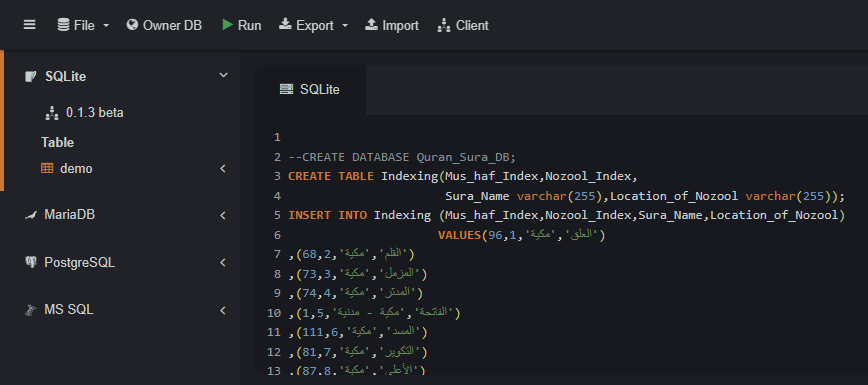 File
Owner DB
Run
Export
Import
Client
SQLite
0.1.3 beta
Table
demo
MariaDB
PostgreSQL
MS SQL
SQLite
1
2 --CREATE DATABASE Quran_Sura_DB;
3 CREATE TABLE Indexing(Mus_haf_Index,Nozool_Index,
4 Sura_Name varchar(255),Location_of_Nozool varchar(255));
5 INSERT INTO Indexing (Mus_haf_Index,Nozool_Index,Sura_Name,Location_of_Nozool)
6 VALUES(96,1,'العلق','مكية')
7 ,(68,2,'القلم','مكية')
8 ,(73,3,'المزمل','مكية')
9 ,(74,4,'المدثر','مكية')
10 ,(1,5,'الفاتحة','مكية - مدنية')
11 ,(111,6,'المسد','مكية')
12 ,(81,7,'التكوير','مكية')
13 ,(87,8,'الأعلى','مكية')